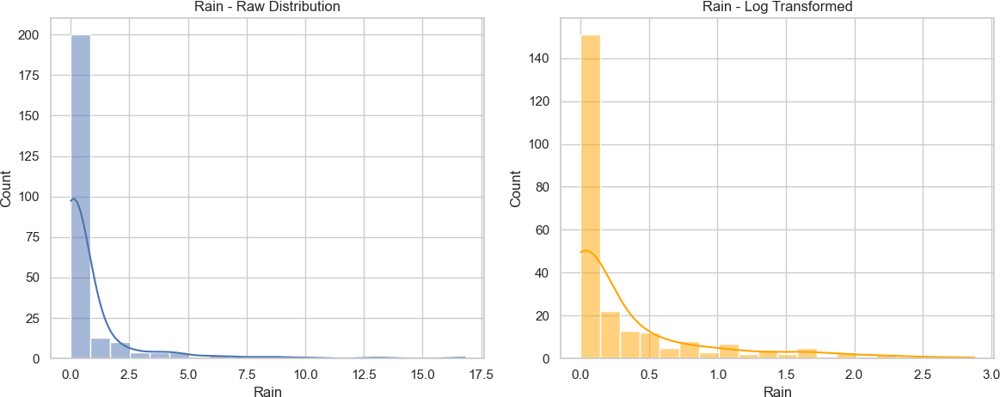 Rain - Raw Distribution
200
175
150
125
100
75
50
25
0
Count
0.0 2.5 5.0 7.5 10.0 12.5 15.0 17.5
Rain
Rain - Log Transformed
140
120
100
80
60
40
20
0
Count
0.0 0.5 1.0 1.5 2.0 2.5 3.0
Rain